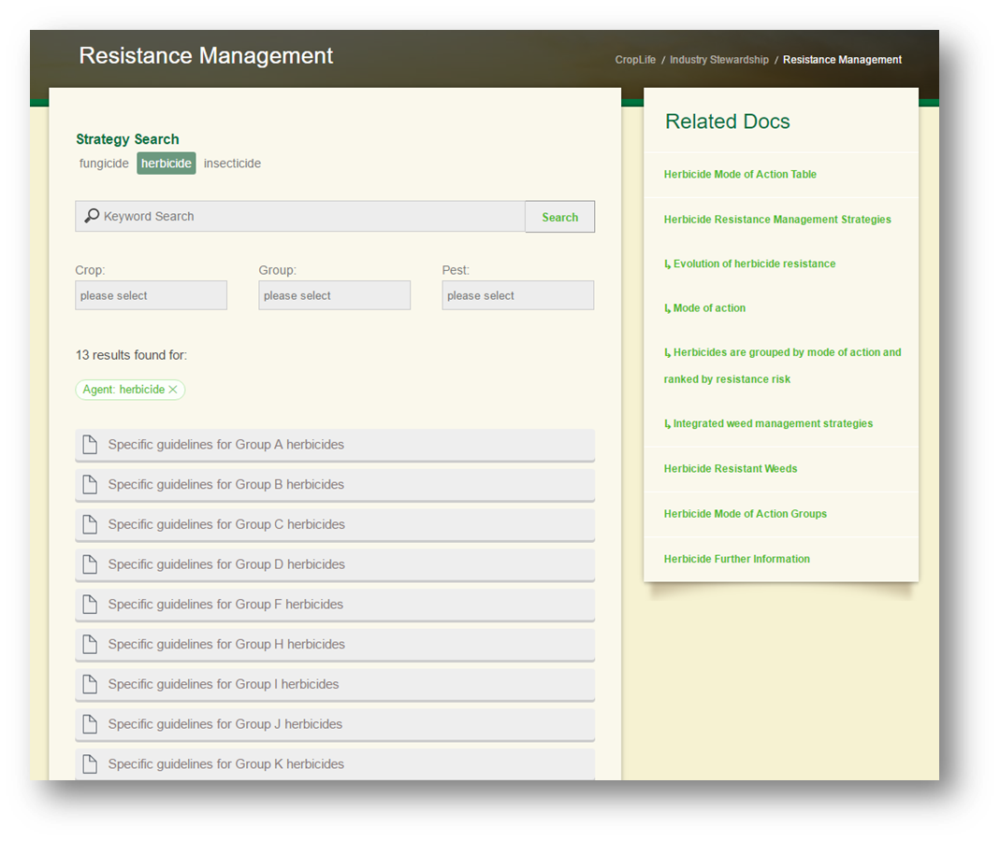 Resistance Management
CropLife / Industry Stewardship / Resistance Management
Strategy Search
fungicide herbicide insecticide
Keyword Search Search
Crop: Group: Pest:
please select please select please select
13 results found for:
Agent: herbicide ×
Specific guidelines for Group A herbicides
Specific guidelines for Group B herbicides
Specific guidelines for Group C herbicides
Specific guidelines for Group D herbicides
Specific guidelines for Group F herbicides
Specific guidelines for Group H herbicides
Specific guidelines for Group I herbicides
Specific guidelines for Group J herbicides
Specific guidelines for Group K herbicides
Related Docs
Herbicide Mode of Action Table
Herbicide Resistance Management Strategies
Evolution of herbicide resistance
Mode of action
Herbicides are grouped by mode of action and
ranked by resistance risk
Integrated weed management strategies
Herbicide Resistant Weeds
Herbicide Mode of Action Groups
Herbicide Further Information